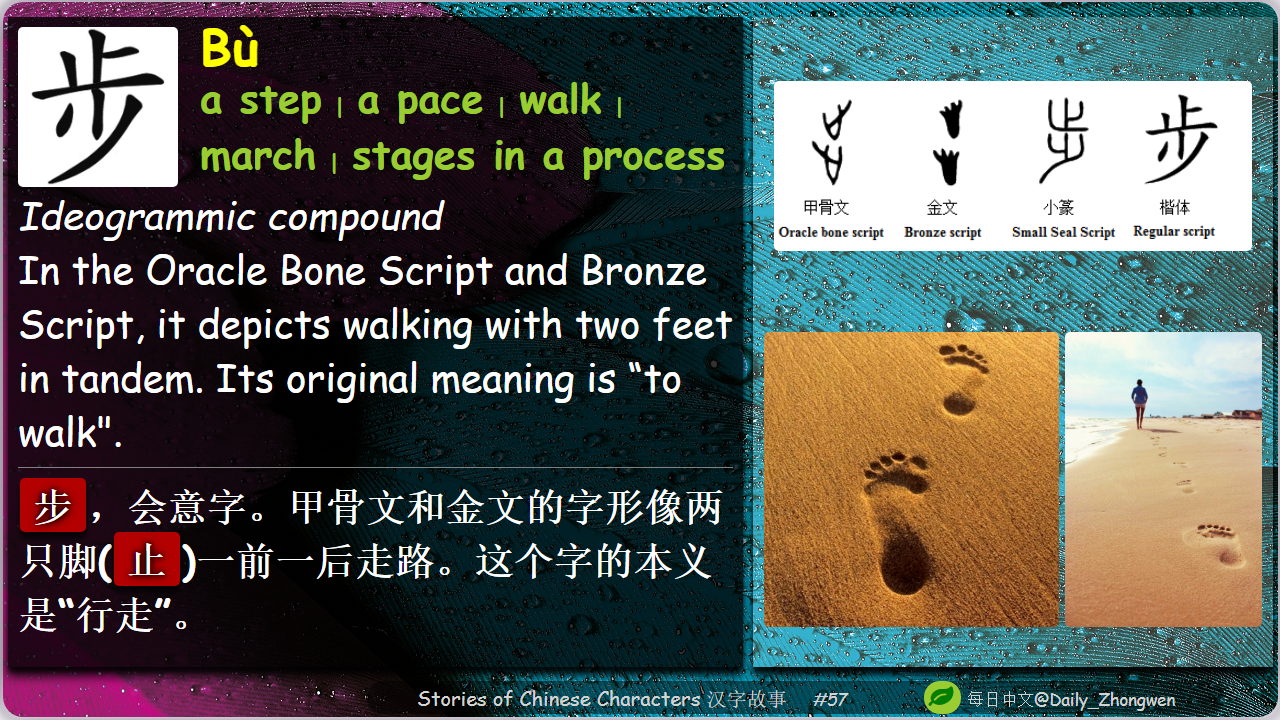 步
Bù
a step | a pace | walk |
march | stages in a process
Ideogrammic compound
In the Oracle Bone Script and Bronze
Script, it depicts walking with two feet
in tandem. Its original meaning is “to
walk".
步，会意字。甲骨文和金文的字形像两
只脚(止)一前一后走路。这个字的本义
是“行走”。
步
甲骨文 金文 小篆 楷体
Oracle bone script Bronze script Small Seal Script Regular script
Stories of Chinese Characters 汉字故事 #57
每日中文@Daily_Zhongwen